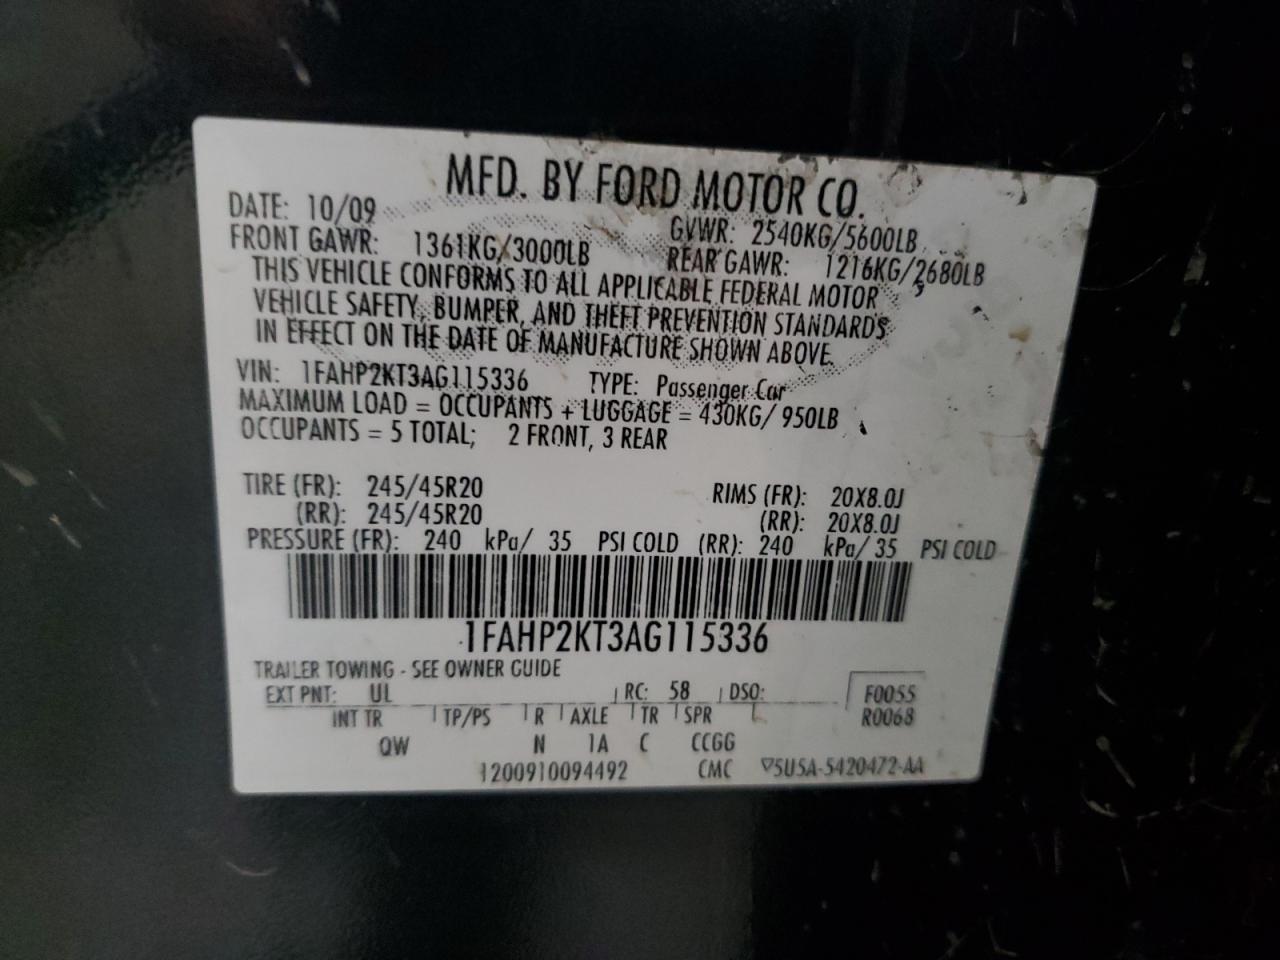 MFD. BY FORD MOTOR CO.
DATE: 10/09 GVWR: 2540KG/5600LB
FRONT GAWR: 1361KG/3000LB REAR GAWR: 1216KG/2680LB
THIS VEHICLE CONFORMS TO ALL APPLICABLE FEDERAL MOTOR
VEHICLE SAFETY, BUMPER, AND THEFT PREVENTION STANDARDS
IN EFFECT ON THE DATE OF MANUFACTURE SHOWN ABOVE.
VIN: 1FAHP2KT3AG115336 TYPE: Passenger Car
MAXIMUM LOAD = OCCUPANTS + LUGGAGE = 430KG/ 950LB
OCCUPANTS = 5 TOTAL; 2 FRONT, 3 REAR
TIRE (FR): 245/45R20 RIMS (FR): 20X8.0J
(RR): 245/45R20 (RR): 20X8.0J
PRESSURE (FR): 240 kPa/ 35 PSI COLD (RR): 240 kPa/ 35 PSI COLD
1FAHP2KT3AG115336
TRAILER TOWING - SEE OWNER GUIDE
EXT PNT: UL RC: 58 DSO: F0055
INT TR TP/PS R AXLE TR SPR R0068
QW N 1A C CCGG
1200910094492 CMC 5U5A-5420472-AA